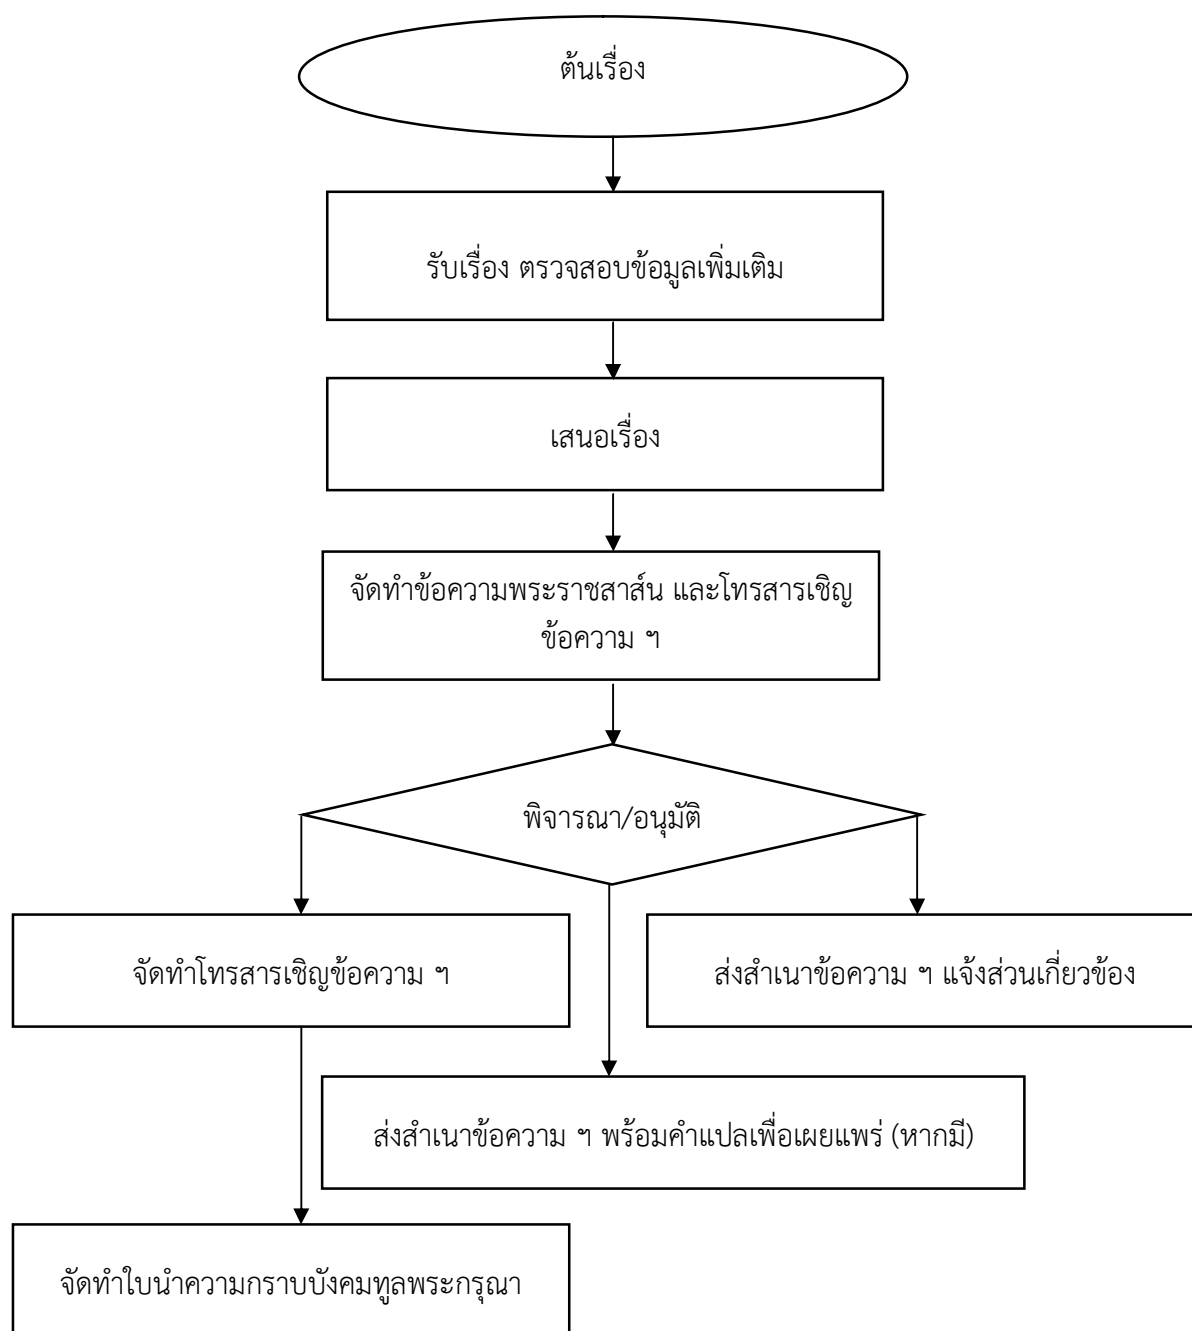 ต้นเรื่อง
รับเรื่อง ตรวจสอบข้อมูลเพิ่มเติม
เสนอเรื่อง
จัดทำข้อความพระราชสาส์น และโทรสารเชิญ
ข้อความ ฯ
พิจารณา/อนุมัติ
จัดทำโทรสารเชิญข้อความ ฯ
ส่งสำเนาข้อความ ฯ แจ้งส่วนเกี่ยวข้อง
ส่งสำเนาข้อความ ฯ พร้อมคำแปลเพื่อเผยแพร่ (หากมี)
จัดทำใบนำความกราบบังคมทูลพระกรุณา